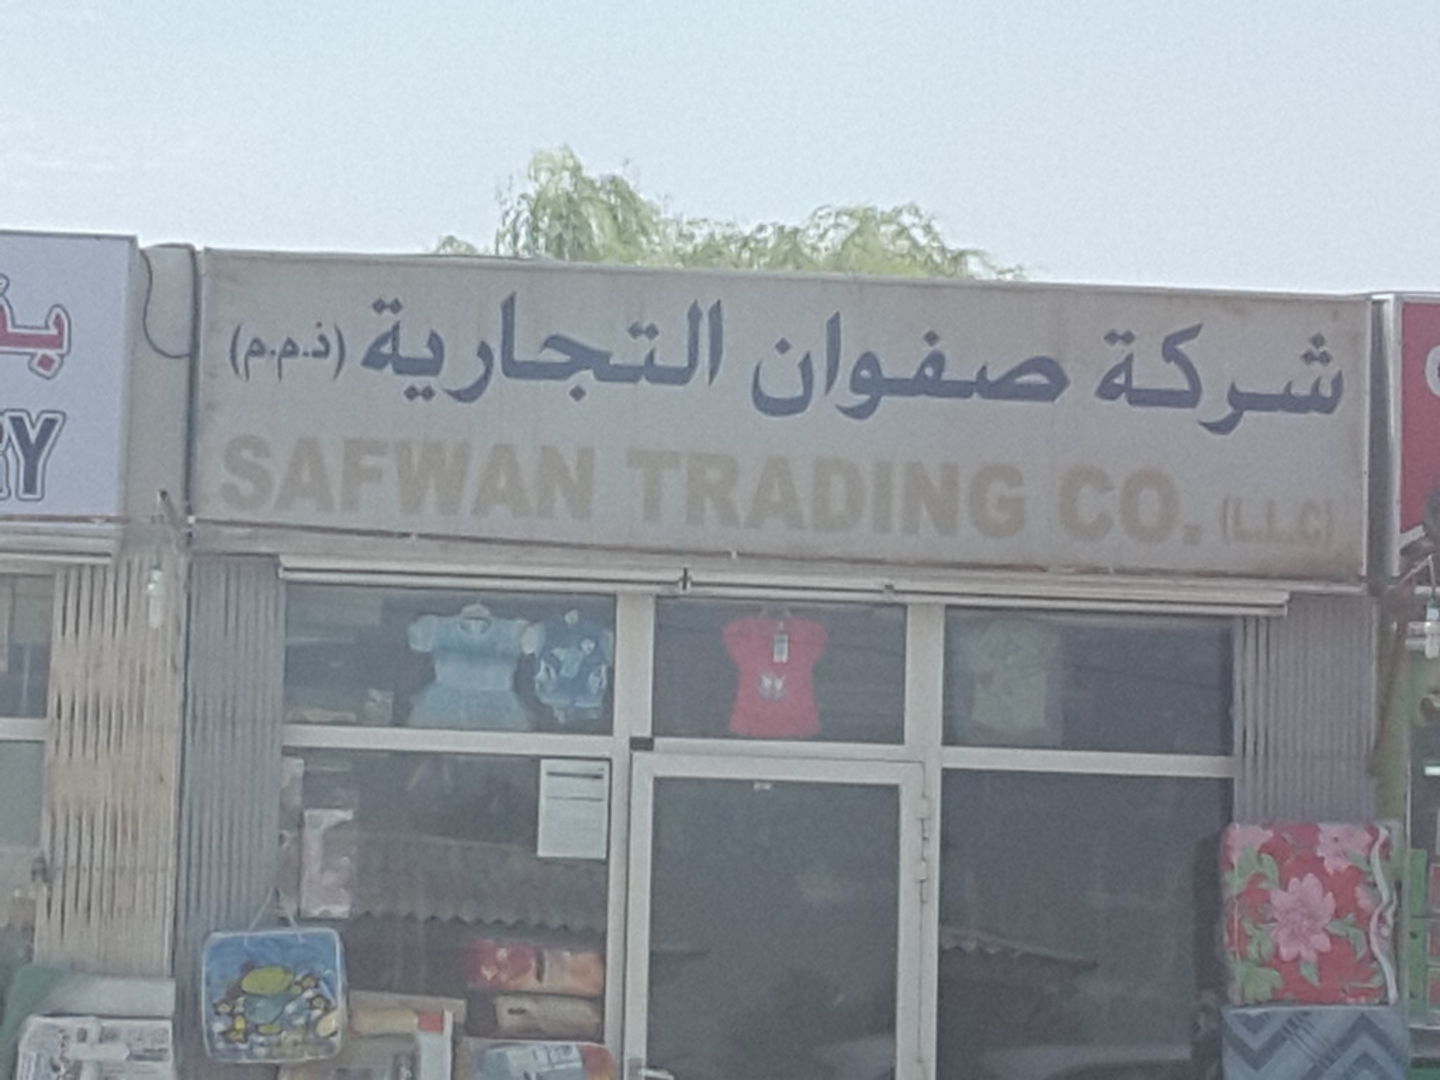 شركة صفوان التجارية (ذ.م.م)
SAFWAN TRADING CO. (L.L.C)